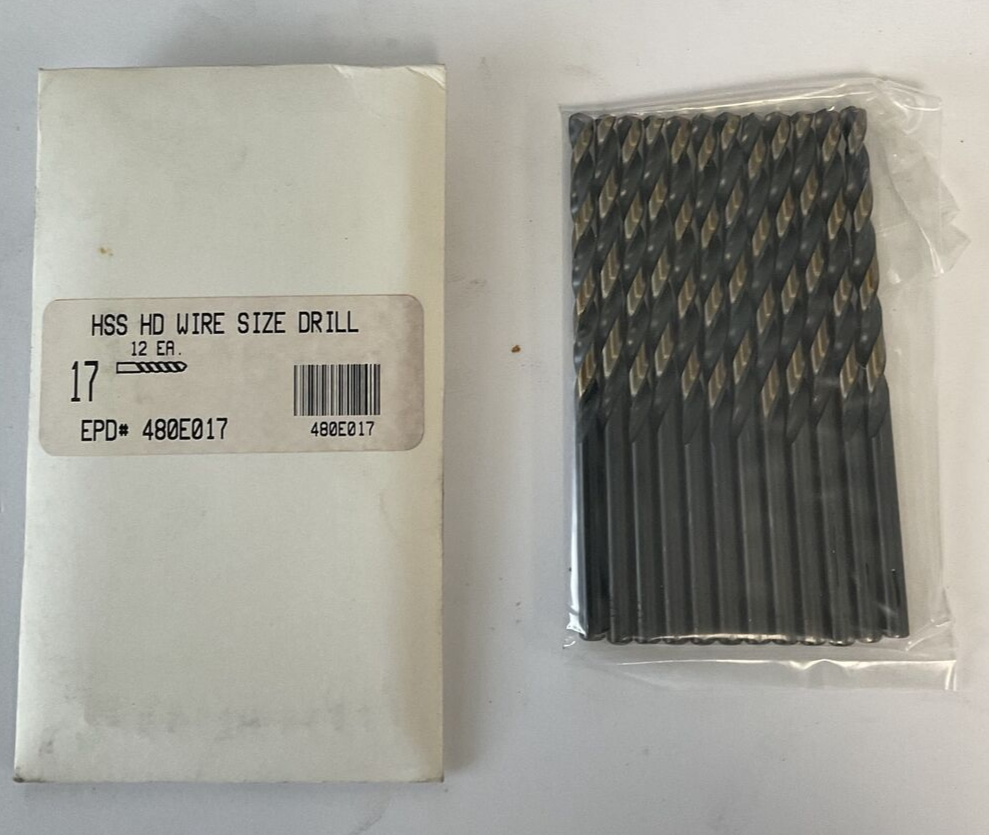 HSS HD WIRE SIZE DRILL
12 EA.
17
EPD# 480E017
480E017